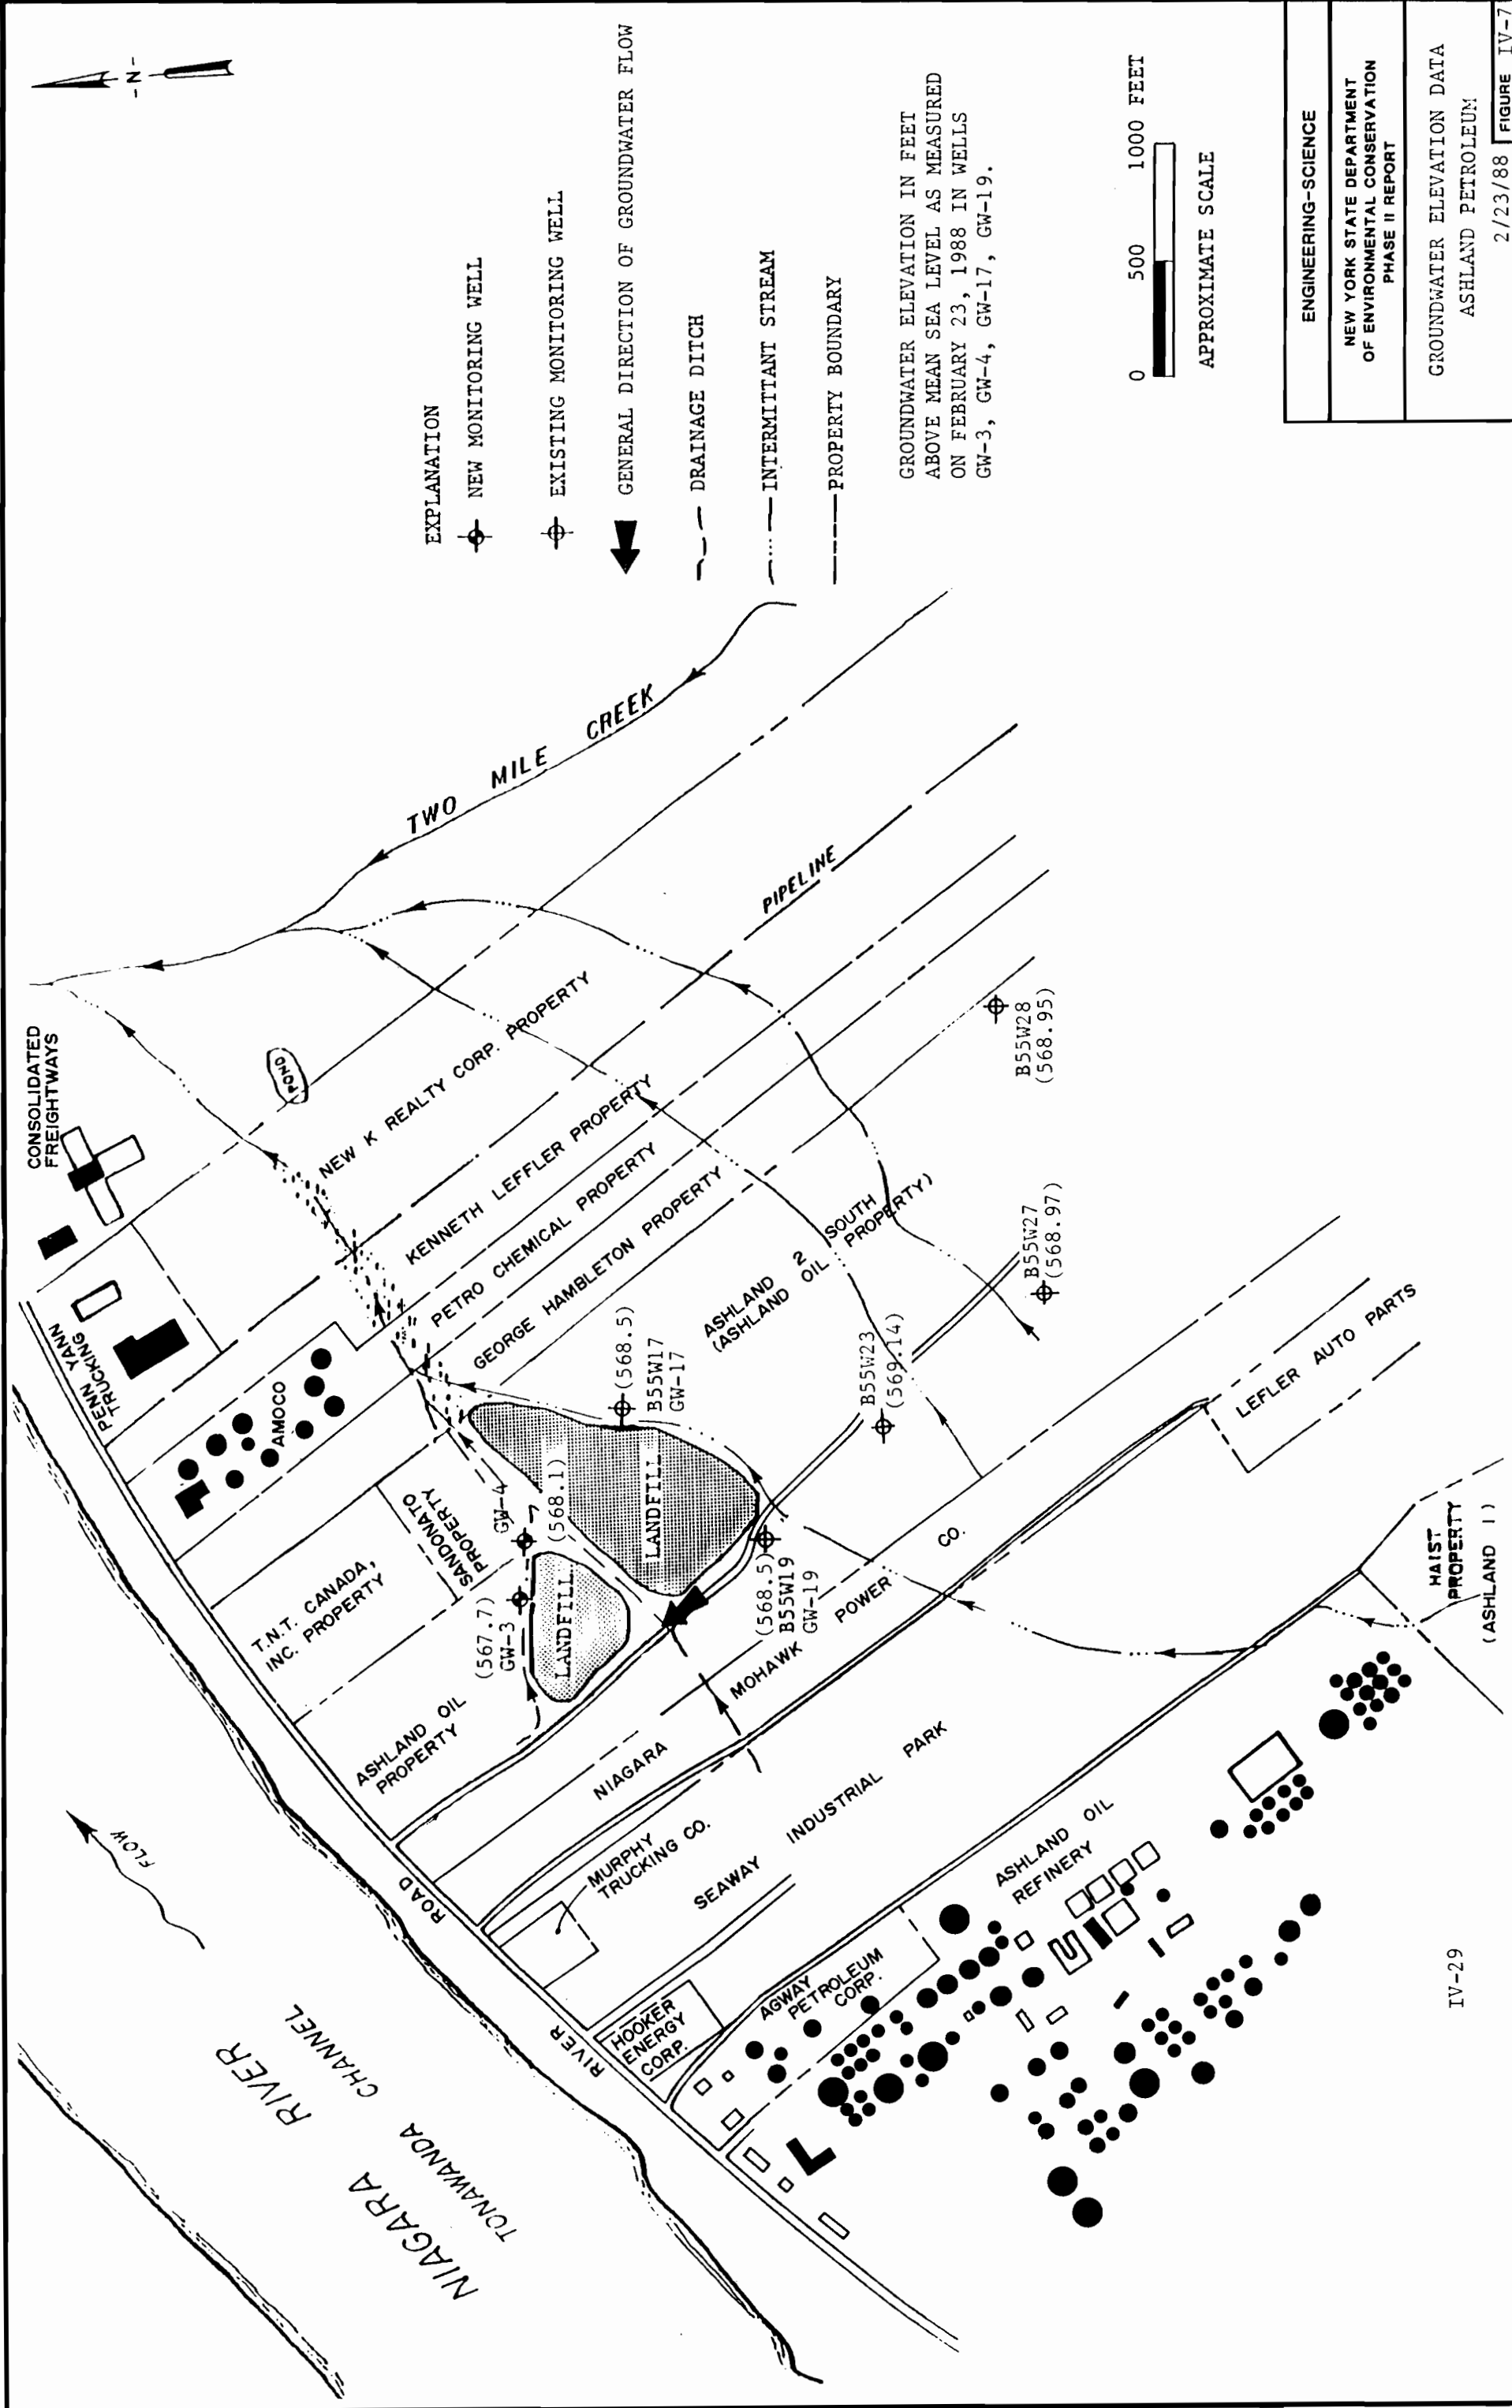 -N-
EXPLANATION
NEW MONITORING WELL
EXISTING MONITORING WELL
GENERAL DIRECTION OF GROUNDWATER FLOW
DRAINAGE DITCH
INTERMITTANT STREAM
PROPERTY BOUNDARY
GROUNDWATER ELEVATION IN FEET
ABOVE MEAN SEA LEVEL AS MEASURED
ON FEBRUARY 23, 1988 IN WELLS
GW-3, GW-4, GW-17, GW-19.
0 500 1000 FEET
APPROXIMATE SCALE
ENGINEERING-SCIENCE
NEW YORK STATE DEPARTMENT
OF ENVIRONMENTAL CONSERVATION
PHASE II REPORT
GROUNDWATER ELEVATION DATA
ASHLAND PETROLEUM
2/23/88
FIGURE IV-7
NIAGARA RIVER
TONAWANDA CHANNEL
FLOW
RIVER ROAD
CONSOLIDATED
FREIGHTWAYS
PENN YANN
TRUCKING
AMOCO
POND
TWO MILE CREEK
PIPELINE
NEW K REALTY CORP. PROPERTY
KENNETH LEFFLER PROPERTY
PETRO CHEMICAL PROPERTY
GEORGE HAMBLETON PROPERTY
ASHLAND 2
(ASHLAND OIL SOUTH
PROPERTY)
T.N.T. CANADA,
INC. PROPERTY
SANDONATO
PROPERTY
ASHLAND OIL
PROPERTY
GW-4
(568.1)
(567.7)
GW-3
LANDFILL
LANDFILL
(568.5)
B55W17
GW-17
(568.5)
B55W19
GW-19
B55W23
(569.14)
B55W27
(568.97)
B55W28
(568.95)
NIAGARA MOHAWK POWER CO.
LEFLER AUTO PARTS
MURPHY
TRUCKING CO.
SEAWAY INDUSTRIAL PARK
HOOKER
ENERGY
CORP.
AGWAY
PETROLEUM
CORP.
ASHLAND OIL
REFINERY
HAIST
PROPERTY
(ASHLAND 1)
IV-29